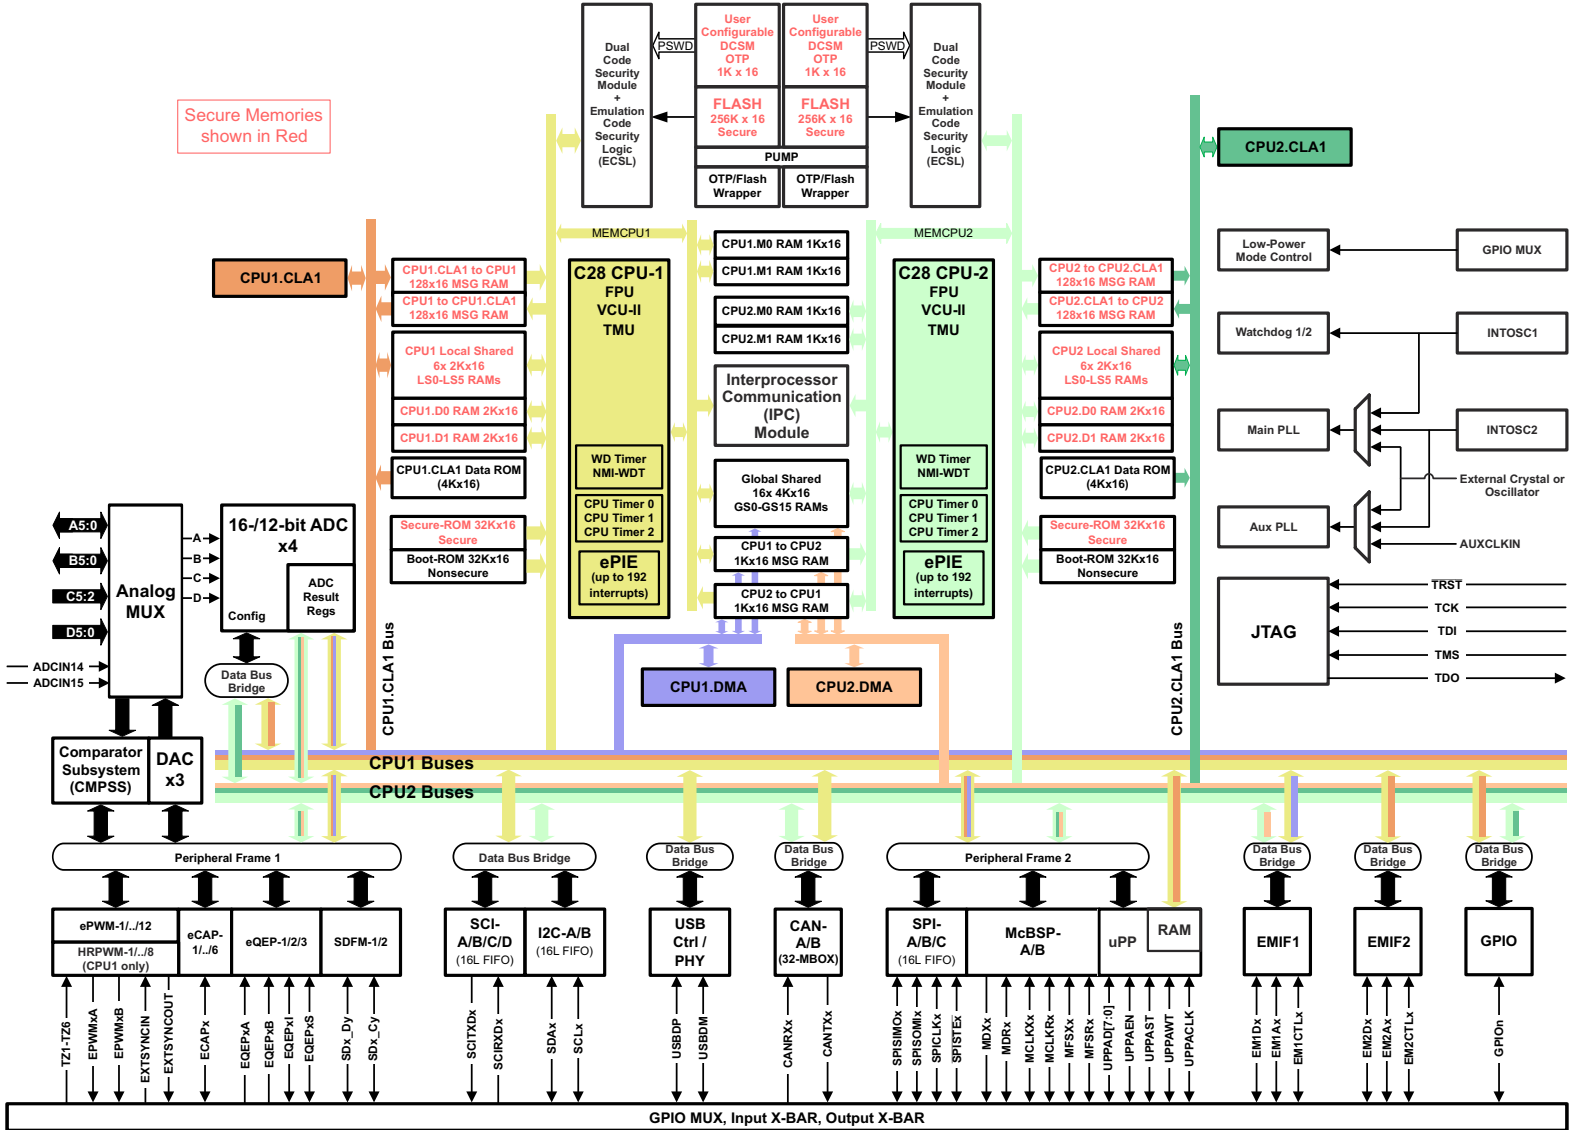 Secure Memories
shown in Red
Dual
Code
Security
Module
+
Emulation
Code
Security
Logic
(ECSL)
PSWD
User
Configurable
DCSM
OTP
1K x 16
User
Configurable
DCSM
OTP
1K x 16
PSWD
FLASH
256K x 16
Secure
FLASH
256K x 16
Secure
PUMP
OTP/Flash
Wrapper
OTP/Flash
Wrapper
Dual
Code
Security
Module
+
Emulation
Code
Security
Logic
(ECSL)
CPU2.CLA1
MEMCPU1
MEMCPU2
CPU1.CLA1
CPU1.CLA1 to CPU1
128x16 MSG RAM
CPU1 to CPU1.CLA1
128x16 MSG RAM
CPU1 Local Shared
6x 2Kx16
LS0-LS5 RAMs
CPU1.D0 RAM 2Kx16
CPU1.D1 RAM 2Kx16
CPU1.CLA1 Data ROM
(4Kx16)
Secure-ROM 32Kx16
Secure
Boot-ROM 32Kx16
Nonsecure
CPU1.CLA1 Bus
C28 CPU-1
FPU
VCU-II
TMU
WD Timer
NMI-WDT
CPU Timer 0
CPU Timer 1
CPU Timer 2
ePIE
(up to 192
interrupts)
CPU1.M0 RAM 1Kx16
CPU1.M1 RAM 1Kx16
CPU2.M0 RAM 1Kx16
CPU2.M1 RAM 1Kx16
Interprocessor
Communication
(IPC)
Module
Global Shared
16x 4Kx16
GS0-GS15 RAMs
CPU1 to CPU2
1Kx16 MSG RAM
CPU2 to CPU1
1Kx16 MSG RAM
CPU1.DMA
CPU2.DMA
C28 CPU-2
FPU
VCU-II
TMU
WD Timer
NMI-WDT
CPU Timer 0
CPU Timer 1
CPU Timer 2
ePIE
(up to 192
interrupts)
CPU2 to CPU2.CLA1
128x16 MSG RAM
CPU2.CLA1 to CPU2
128x16 MSG RAM
CPU2 Local Shared
6x 2Kx16
LS0-LS5 RAMs
CPU2.D0 RAM 2Kx16
CPU2.D1 RAM 2Kx16
CPU2.CLA1 Data ROM
(4Kx16)
Secure-ROM 32Kx16
Secure
Boot-ROM 32Kx16
Nonsecure
CPU2.CLA1 Bus
Low-Power
Mode Control
GPIO MUX
Watchdog 1/2
INTOSC1
Main PLL
INTOSC2
External Crystal or
Oscillator
Aux PLL
AUXCLKIN
JTAG
TRST
TCK
TDI
TMS
TDO
A5:0
B5:0
C5:2
D5:0
ADCIN14
ADCIN15
Analog
MUX
A
B
C
D
16-/12-bit ADC
x4
Config
ADC
Result
Regs
Data Bus
Bridge
Comparator
Subsystem
(CMPSS)
DAC
x3
CPU1 Buses
CPU2 Buses
Peripheral Frame 1
Data Bus Bridge
Data Bus
Bridge
Data Bus
Bridge
Peripheral Frame 2
Data Bus
Bridge
Data Bus
Bridge
Data Bus
Bridge
ePWM-1/../12
HRPWM-1/../8
(CPU1 only)
eCAP-
1/../6
eQEP-1/2/3
SDFM-1/2
SCI-
A/B/C/D
(16L FIFO)
I2C-A/B
(16L FIFO)
USB
Ctrl /
PHY
CAN-
A/B
(32-MBOX)
SPI-
A/B/C
(16L FIFO)
McBSP-
A/B
uPP
RAM
EMIF1
EMIF2
GPIO
TZ1-TZ6
EPWMxA
EPWMxB
EXTSYNCIN
EXTSYNCOUT
ECAPx
EQEPxA
EQEPxB
EQEPxI
EQEPxS
SDx_Dy
SDx_Cy
SCITXDx
SCIRXDx
SDAx
SCLx
USBDP
USBDM
CANRXx
CANTXx
SPISIMOx
SPISOMIx
SPICLKx
SPISTEx
MDXx
MDRx
MCLKXx
MCLKRx
MFSXx
MFSRx
UPPAD[7:0]
UPPAEN
UPPAST
UPPAWT
UPPACLK
EM1Dx
EM1Ax
EM1CTLx
EM2Dx
EM2Ax
EM2CTLx
GPIOn
GPIO MUX, Input X-BAR, Output X-BAR